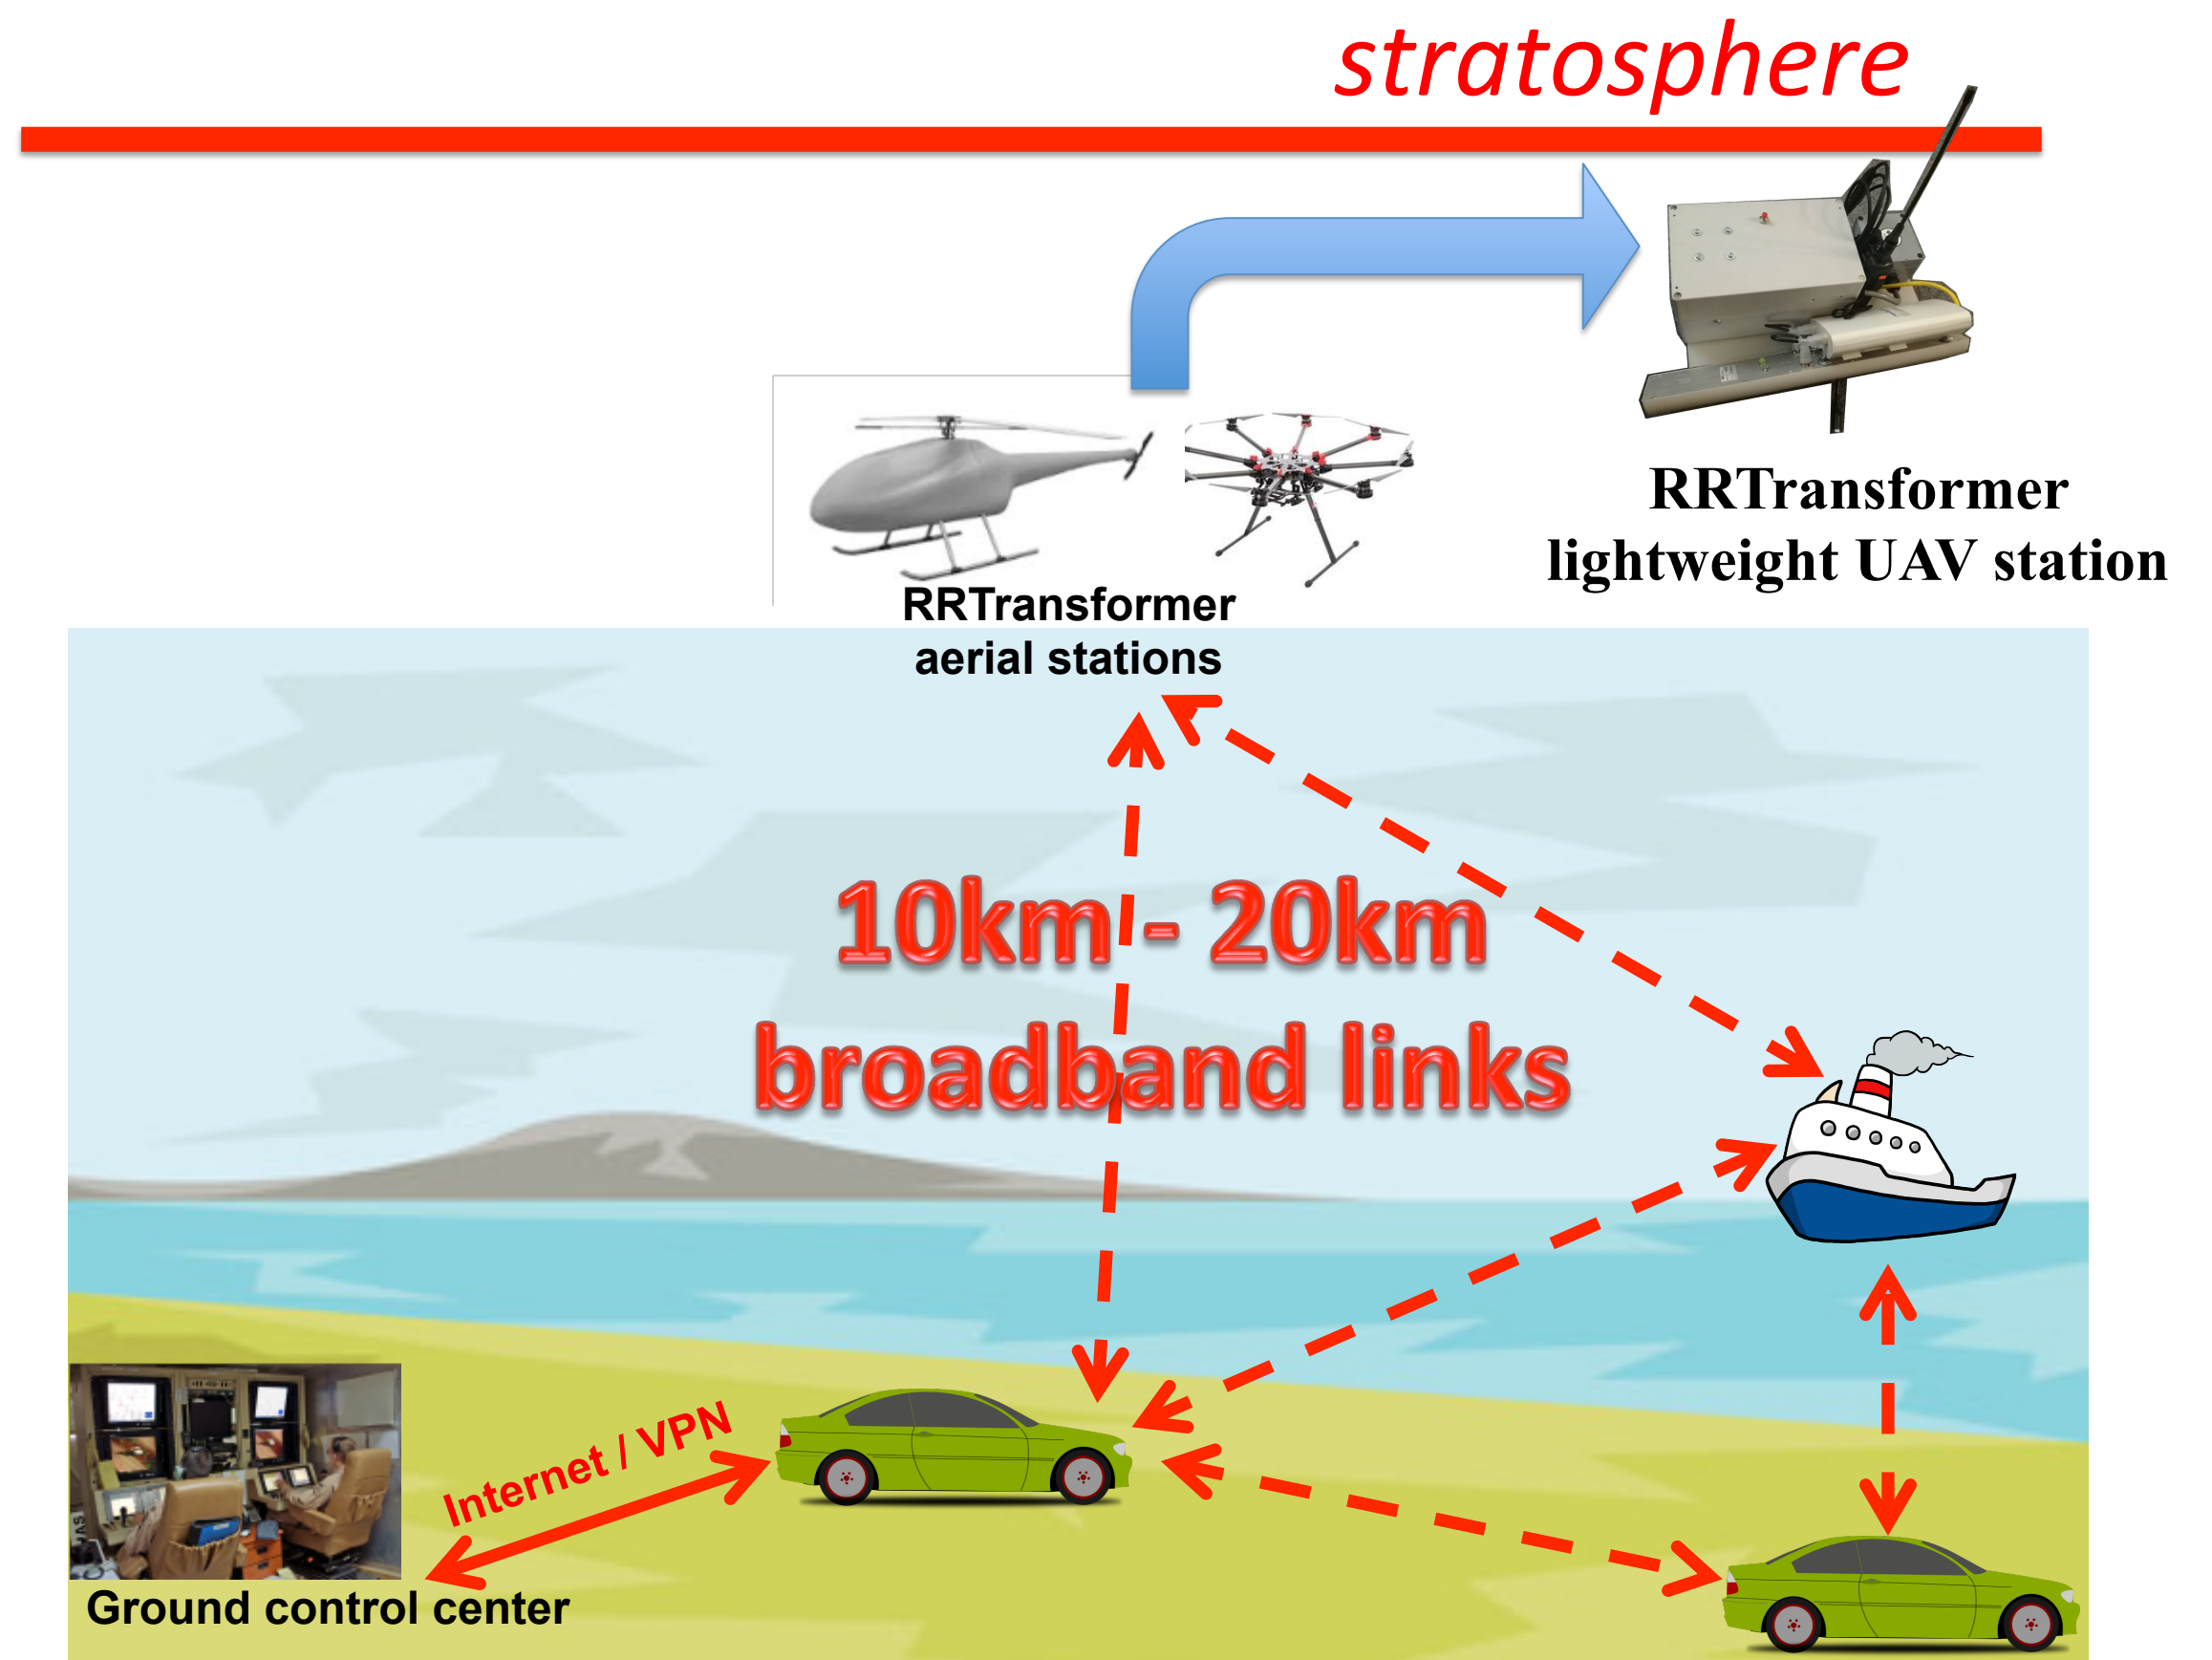 stratosphere
RRTransformer
lightweight UAV station
RRTransformer
aerial stations
10km - 20km
broadband links
Internet / VPN
Ground control center